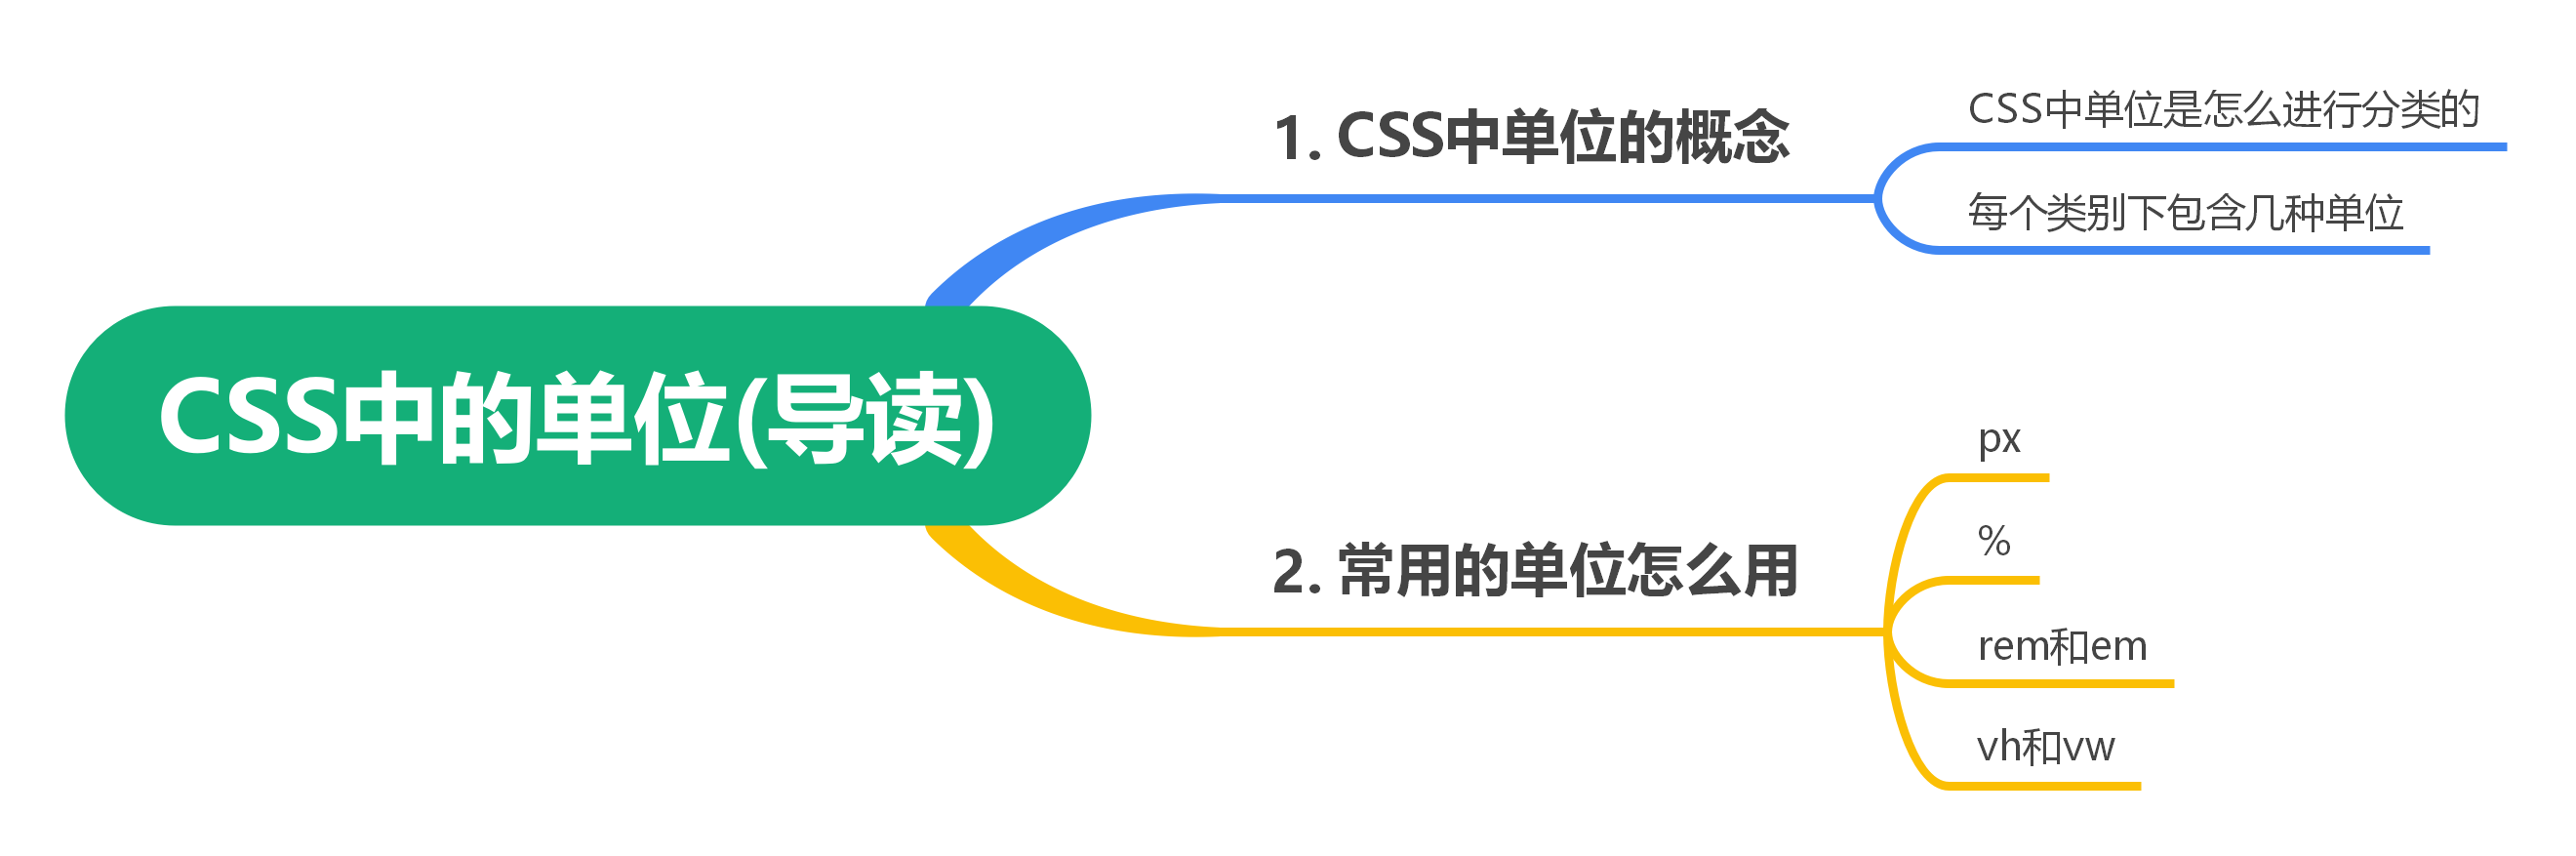 CSS中的单位(导读)
1. CSS中单位的概念
CSS中单位是怎么进行分类的
每个类别下包含几种单位
2. 常用的单位怎么用
px
%
rem和em
vh和vw